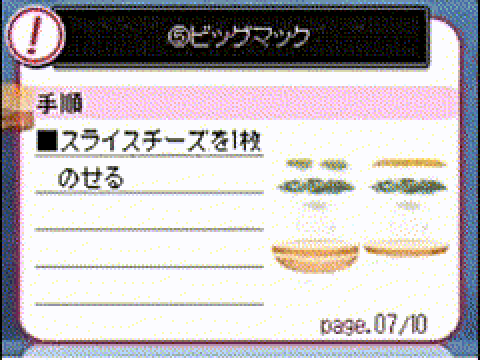 !
⑤ビッグマック
手順
■スライスチーズを1枚
のせる
page.07/10